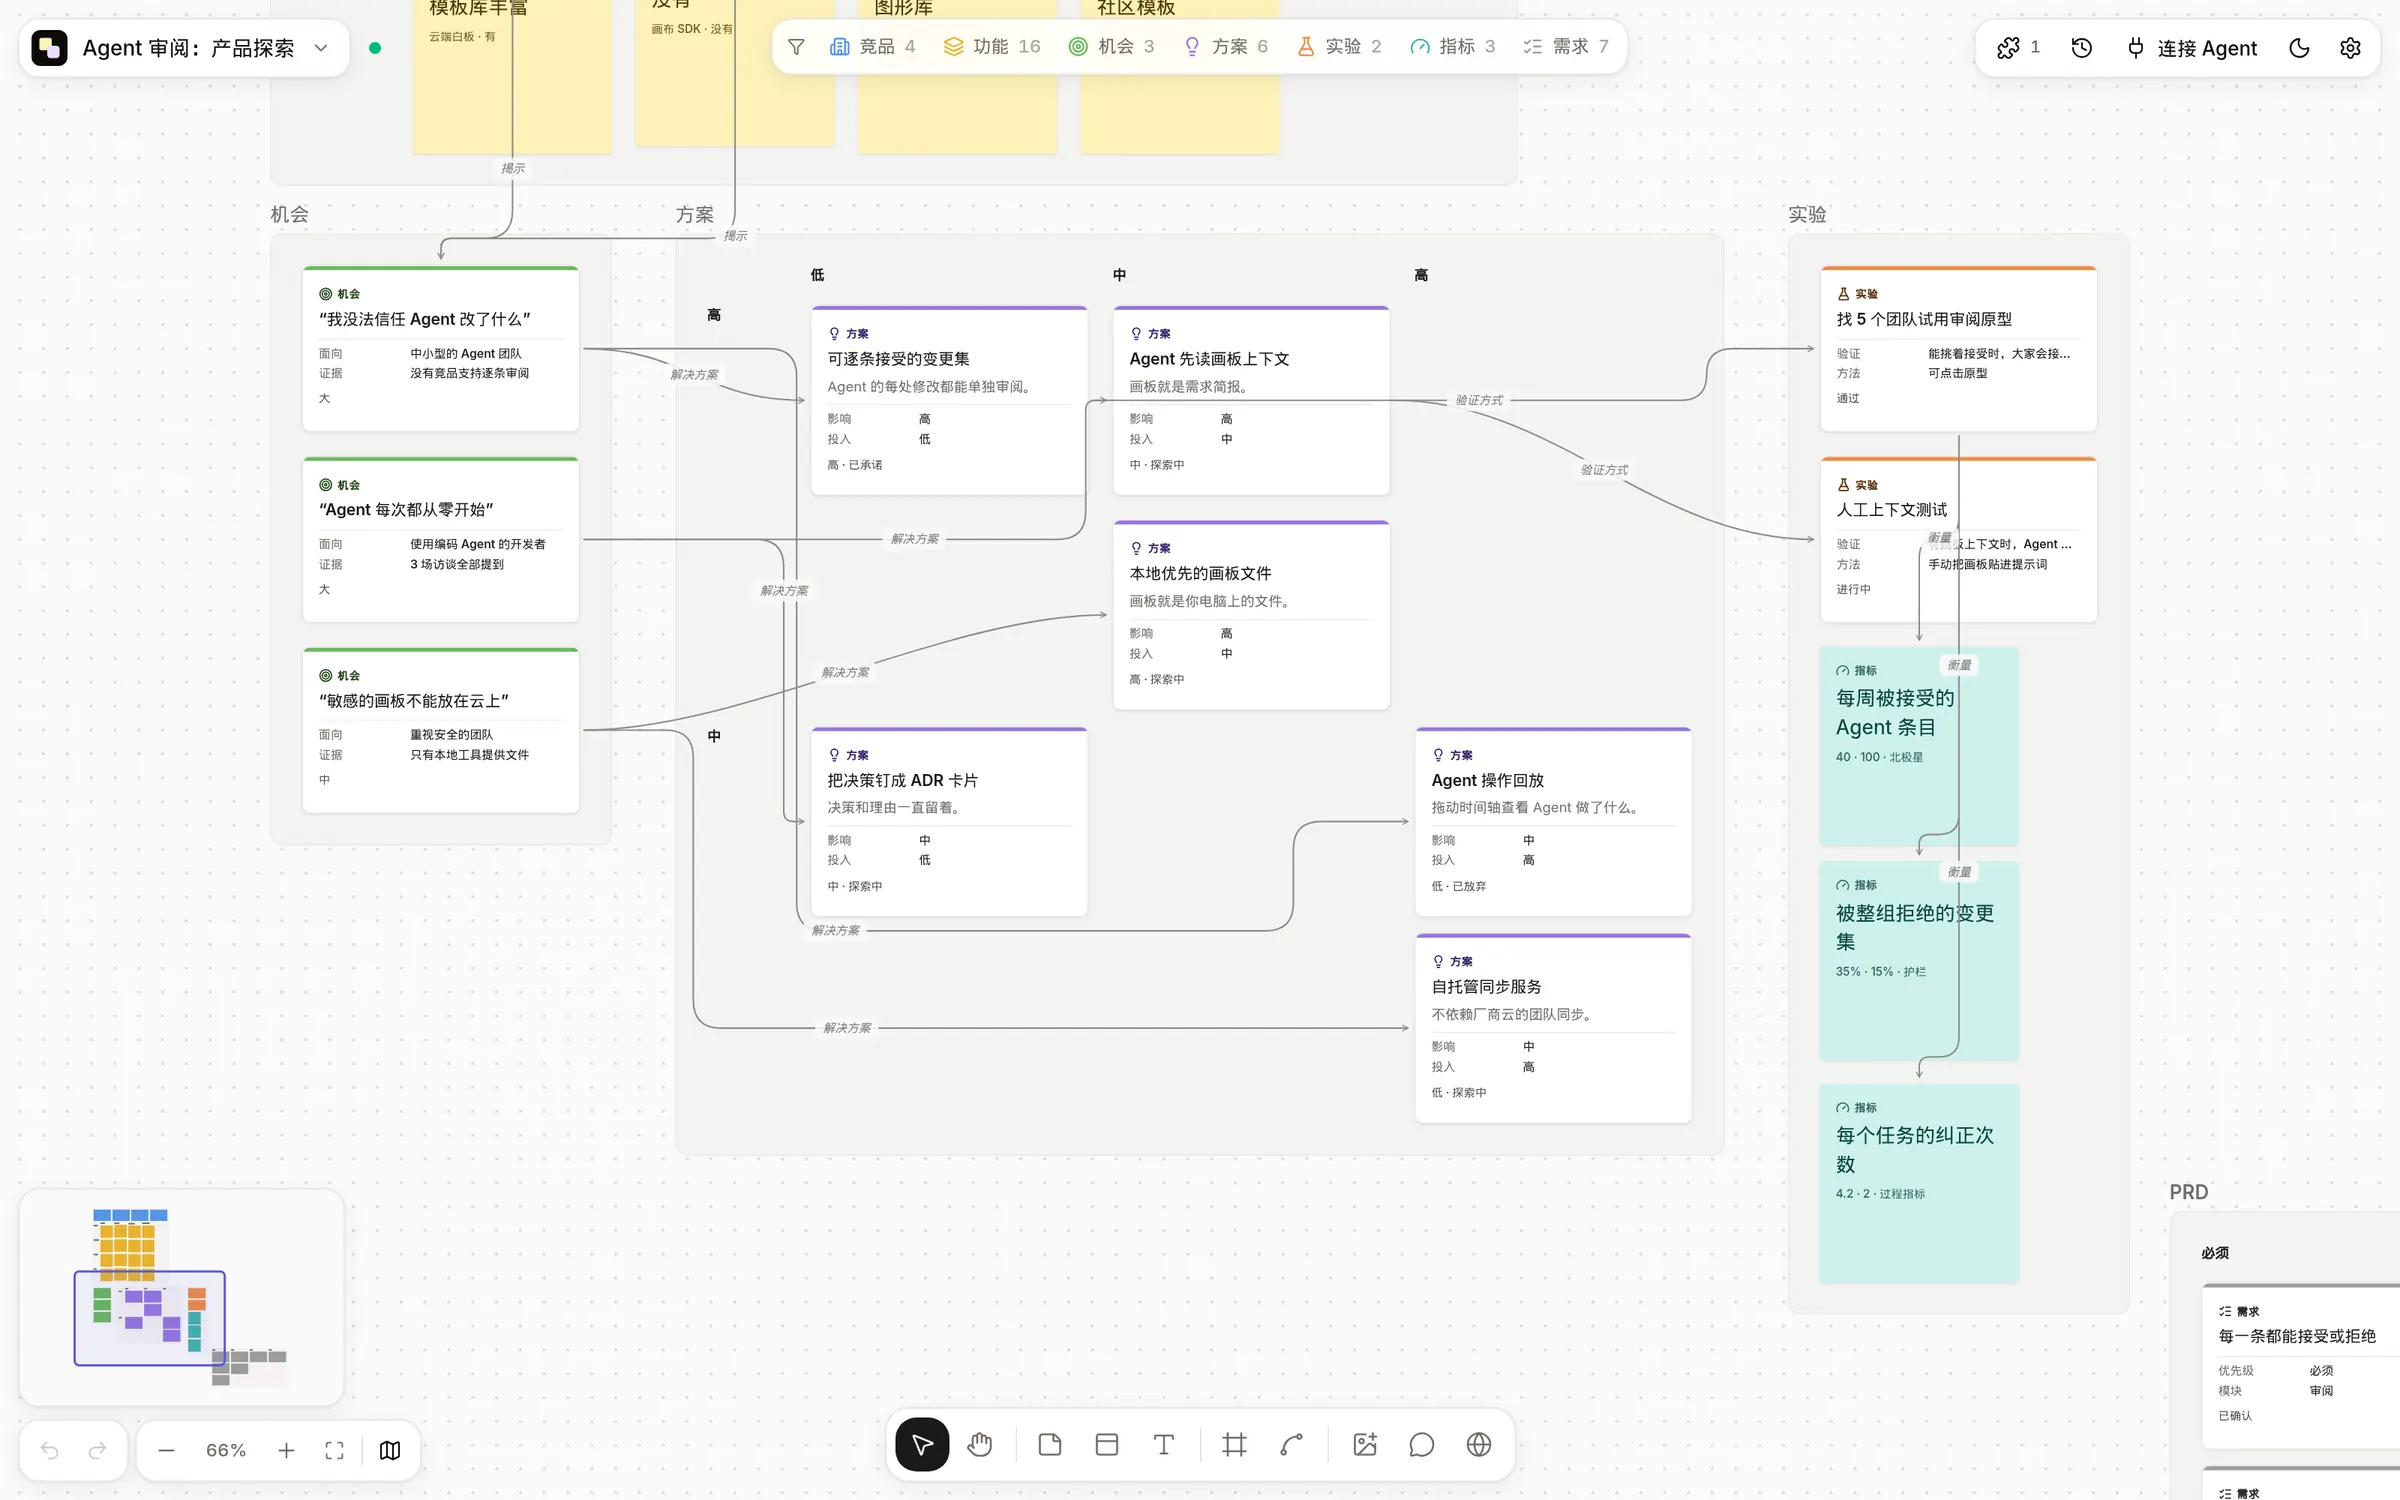 模板库丰富
云端白板 · 有
没有
画布 SDK · 没有
图形库
社区模板
Agent 审阅：产品探索
竞品 4
功能 16
机会 3
方案 6
实验 2
指标 3
需求 7
1
连接 Agent
揭示
揭示
机会
机会
“我没法信任 Agent 改了什么”
面向 中小型的 Agent 团队
证据 没有竞品支持逐条审阅
大
机会
“Agent 每次都从零开始”
面向 使用编码 Agent 的开发者
证据 3 场访谈全部提到
大
机会
“敏感的画板不能放在云上”
面向 重视安全的团队
证据 只有本地工具提供文件
中
方案
低
中
高
高
中
解决方案
解决方案
解决方案
解决方案
解决方案
解决方案
方案
可逐条接受的变更集
Agent 的每处修改都能单独审阅。
影响 高
投入 低
高 · 已承诺
方案
Agent 先读画板上下文
画板就是需求简报。
影响 高
投入 中
中 · 探索中
方案
本地优先的画板文件
画板就是你电脑上的文件。
影响 高
投入 中
高 · 探索中
方案
把决策钉成 ADR 卡片
决策和理由一直留着。
影响 中
投入 低
中 · 探索中
方案
Agent 操作回放
拖动时间轴查看 Agent 做了什么。
影响 中
投入 高
低 · 已放弃
方案
自托管同步服务
不依赖厂商云的团队同步。
影响 中
投入 高
低 · 探索中
验证方式
验证方式
实验
实验
找 5 个团队试用审阅原型
验证 能挑着接受时，大家会接...
方法 可点击原型
通过
实验
人工上下文测试
验证 板上下文时，Agent ...
方法 手动把画板贴进提示词
进行中
衡量
衡量
衡量
指标
每周被接受的
Agent 条目
40 · 100 · 北极星
指标
被整组拒绝的变更
集
35% · 15% · 护栏
指标
每个任务的纠正次
数
4.2 · 2 · 过程指标
PRD
必须
需求
每一条都能接受或拒绝
优先级 必须
模块 审阅
已确认
需求
66%